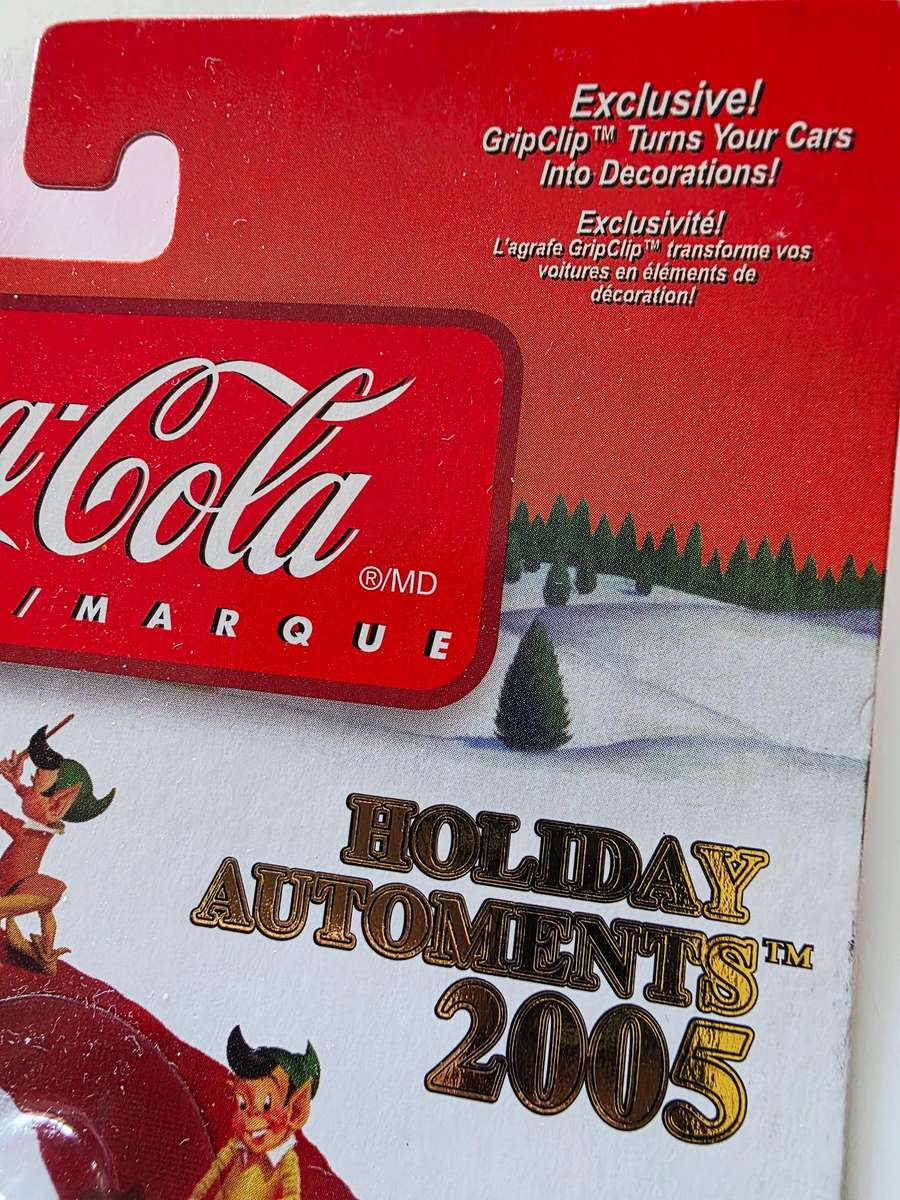 Exclusive!
GripClip™ Turns Your Cars
Into Decorations!
Exclusivité!
L'agrafe GripClip™ transforme vos
voitures en éléments de
décoration!
a-Cola
®/MD
/MARQUE
HOLIDAY
AUTOMENTS™
2005